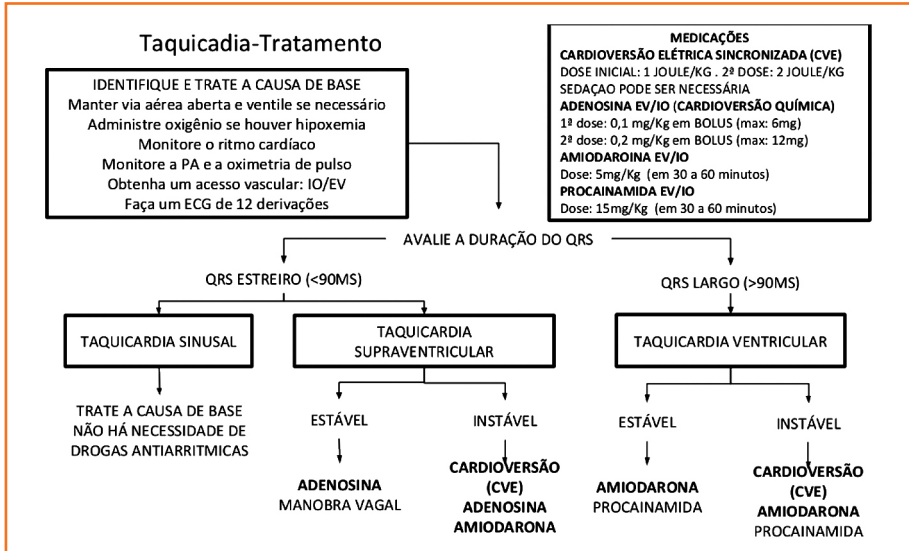 Taquicadia-Tratamento
IDENTIFIQUE E TRATE A CAUSA DE BASE
Manter via aérea aberta e ventile se necessário
Administre oxigênio se houver hipoxemia
Monitore o ritmo cardíaco
Monitore a PA e a oximetria de pulso
Obtenha um acesso vascular: IO/EV
Faça um ECG de 12 derivações
MEDICAÇÕES
CARDIOVERSÃO ELÉTRICA SINCRONIZADA (CVE)
DOSE INICIAL: 1 JOULE/KG . 2ª DOSE: 2 JOULE/KG
SEDAÇAO PODE SER NECESSÁRIA
ADENOSINA EV/IO (CARDIOVERSÃO QUÍMICA)
1ª dose: 0,1 mg/Kg em BOLUS (max: 6mg)
2ª dose: 0,2 mg/Kg em BOLUS (max: 12mg)
AMIODAROINA EV/IO
Dose: 5mg/Kg (em 30 a 60 minutos)
PROCAINAMIDA EV/IO
Dose: 15mg/Kg (em 30 a 60 minutos)
AVALIE A DURAÇÃO DO QRS
QRS ESTREIRO (<90MS)
QRS LARGO (>90MS)
TAQUICARDIA SINUSAL
TAQUICARDIA
SUPRAVENTRICULAR
TAQUICARDIA VENTRICULAR
TRATE A CAUSA DE BASE
NÃO HÁ NECESSIDADE DE
DROGAS ANTIARRITMICAS
ESTÁVEL
ADENOSINA
MANOBRA VAGAL
INSTÁVEL
CARDIOVERSÃO
(CVE)
ADENOSINA
AMIODARONA
ESTÁVEL
AMIODARONA
PROCAINAMIDA
INSTÁVEL
CARDIOVERSÃO
(CVE)
AMIODARONA
PROCAINAMIDA